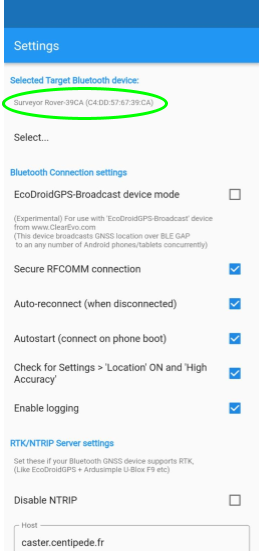 Settings
Selected Target Bluetooth device:
Surveyor Rover-39CA (C4:DD:57:67:39:CA)
Select...
Bluetooth Connection settings
EcoDroidGPS-Broadcast device mode
(Experimental) For use with 'EcoDroidGPS-Broadcast' device
from www.ClearEvo.com
(This device broadcasts GNSS location over BLE GAP
to an any number of Android phones/tablets concurrently)
Secure RFCOMM connection
Auto-reconnect (when disconnected)
Autostart (connect on phone boot)
Check for Settings > 'Location' ON and 'High
Accuracy'
Enable logging
RTK/NTRIP Server settings
Set these if your Bluetooth GNSS device supports RTK,
(Like EcoDroidGPS + Ardusimple U-Blox F9 etc)
Disable NTRIP
Host
caster.centipede.fr